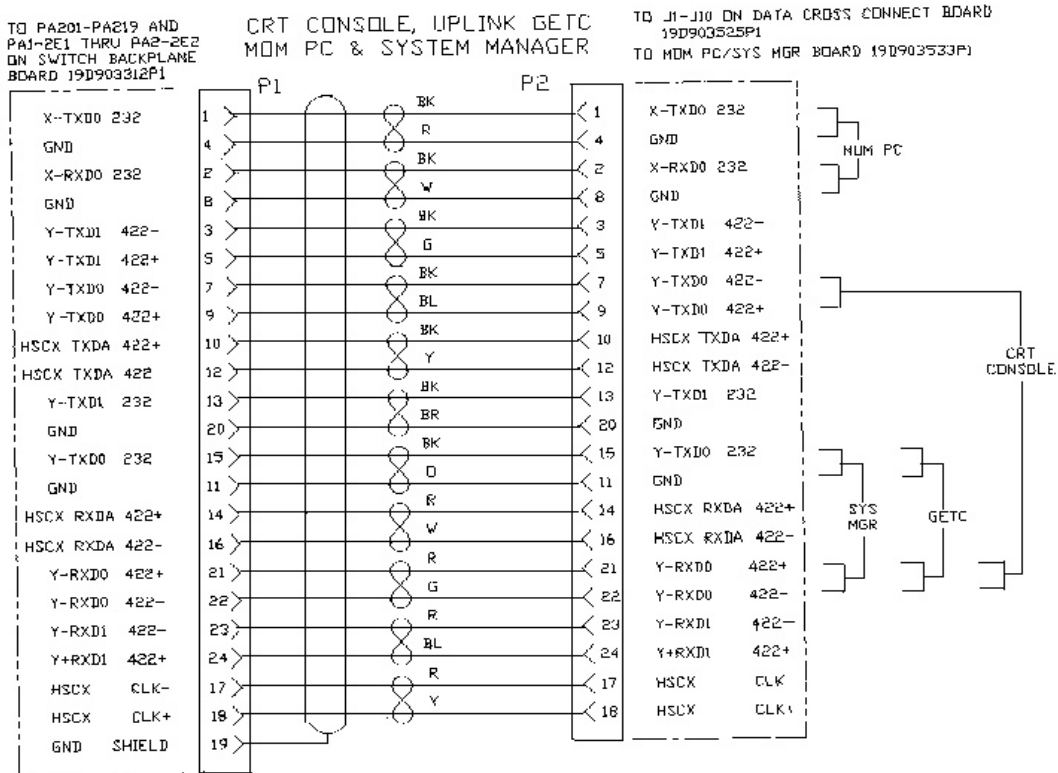 TO PA201-PA219 AND
PA1-2E1 THRU PA2-2E2
ON SWITCH BACKPLANE
BOARD 19D903312P1
CRT CONSOLE, UPLINK GETC
MOM PC & SYSTEM MANAGER
TO J1-J10 ON DATA CROSS CONNECT BOARD
19D903525P1
TO MOM PC/SYS MGR BOARD 19D903533P1
P1
P2
X-TXD0 232 1 BK 1 X-TXD0 232
GND 4 R 4 GND
NUM PC
X-RXD0 232 2 BK 2 X-RXD0 232
GND 8 W 8 GND
Y-TXD1 422- 3 BK 3 Y-TXD1 422-
Y-TXD1 422+ 5 G 5 Y-TXD1 422+
Y-TXD0 422- 7 BK 7 Y-TXD0 422-
Y-TXD0 422+ 9 BL 9 Y-TXD0 422+
HSCX TXDA 422+ 10 BK 10 HSCX TXDA 422+
HSCX TXDA 422 12 Y 12 HSCX TXDA 422-
CRT
CONSOLE
Y-TXD1 232 13 BK 13 Y-TXD1 232
GND 20 BR 20 GND
Y-TXD0 232 15 BK 15 Y-TXD0 232
GND 11 O 11 GND
HSCX RXDA 422+ 14 R 14 HSCX RXDA 422+
SYS
MGR
GETC
HSCX RXDA 422- 16 W 16 HSCX RXDA 422-
Y-RXD0 422+ 21 R 21 Y-RXD0 422+
Y-RXD0 422- 22 G 22 Y-RXD0 422-
Y-RXD1 422- 23 R 23 Y-RXD1 422-
Y+RXD1 422+ 24 BL 24 Y+RXD1 422+
HSCX CLK- 17 R 17 HSCX CLK
HSCX CLK+ 18 Y 18 HSCX CLK
GND SHIELD 19